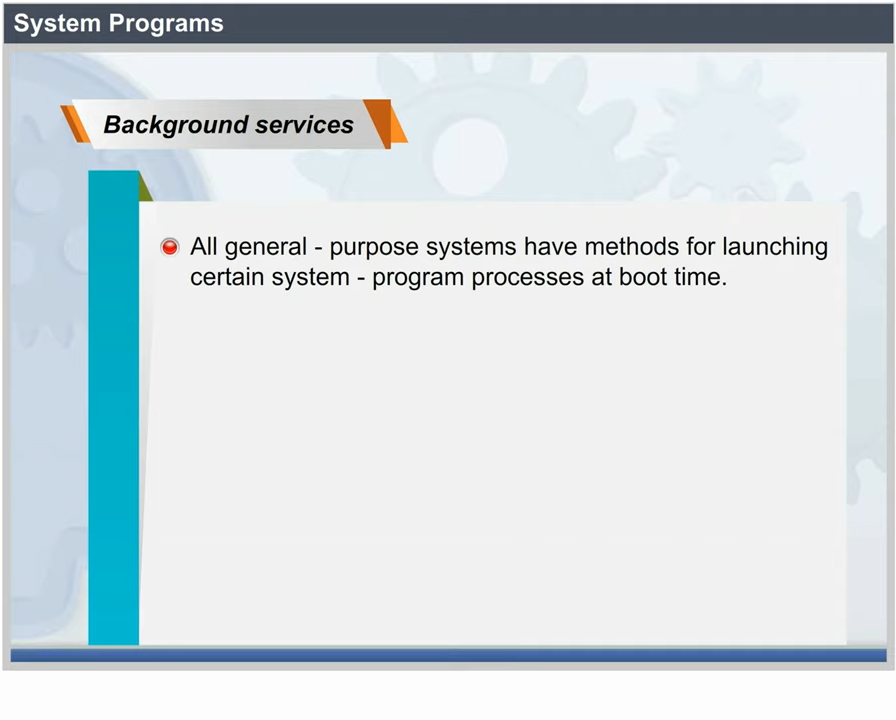 System Programs
Background services
All general - purpose systems have methods for launching
certain system - program processes at boot time.